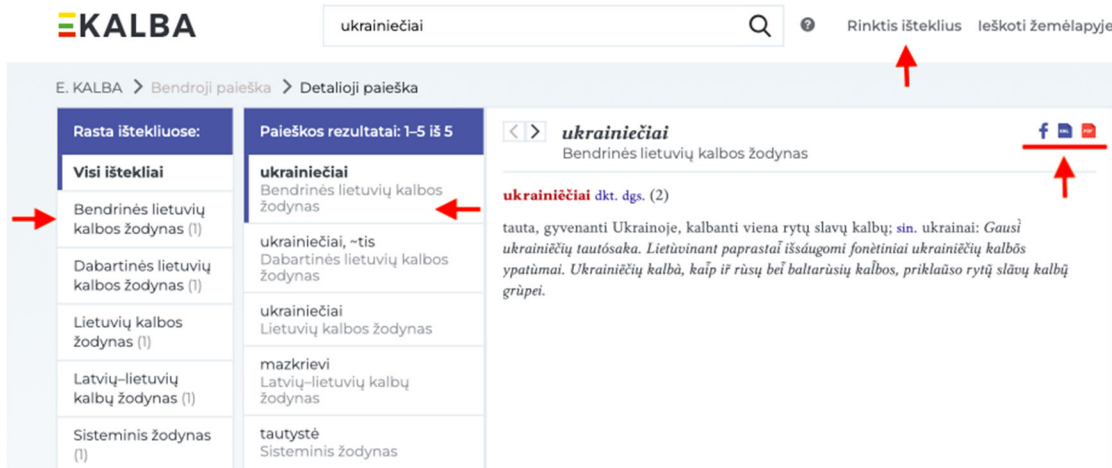 EKALBA
ukrainiečiai
Rinktis išteklius Ieškoti žemėlapyje
E. KALBA > Bendroji paieška > Detalioji paieška
Rasta ištekliuose:
Visi ištekliai
Bendrinės lietuvių
kalbos žodynas (1)
Dabartinės lietuvių
kalbos žodynas (1)
Lietuvių kalbos
žodynas (1)
Latvių–lietuvių
kalbų žodynas (1)
Sisteminis žodynas
(1)
Paieškos rezultatai: 1–5 iš 5
ukrainiečiai
Bendrinės lietuvių kalbos
žodynas
ukrainiečiai, ~tis
Dabartinės lietuvių kalbos
žodynas
ukrainiečiai
Lietuvių kalbos žodynas
mazkrievi
Latvių–lietuvių kalbų
žodynas
tautystė
Sisteminis žodynas
ukrainiečiai
Bendrinės lietuvių kalbos žodynas
ukrainiẽčiai dkt. dgs. (2)
tauta, gyvenanti Ukrainoje, kalbanti viena rytų slavų kalbų; sin. ukrainai: Gausì
ukrainiẽčių tautósaka. Lietùvinant paprastaĩ išsáugomi fonètiniai ukrainiẽčių kalbõs
ypatùmai. Ukrainiẽčių kalbà, kaĩp ir̃ rùsų beĩ baltarùsių kal̃bos, priklaũso rytų̃ slãvų kalbų̃
grùpei.